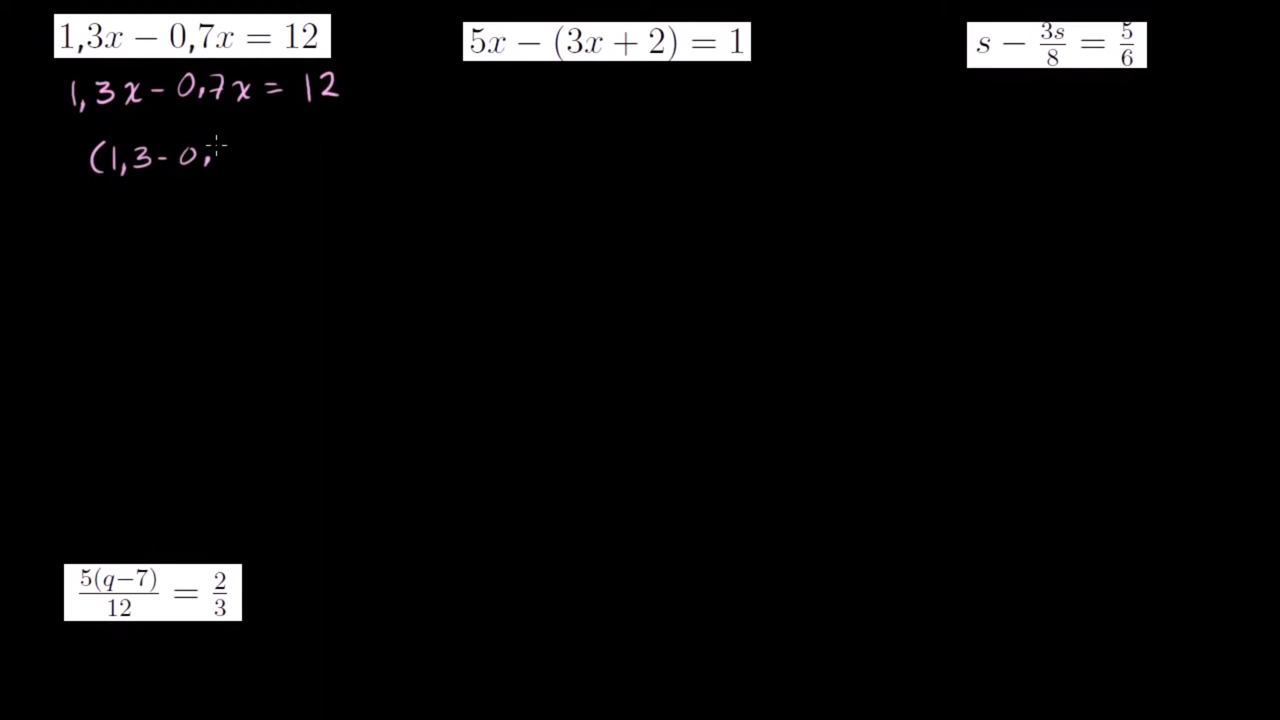 1,3x − 0,7x = 12
1,3x - 0,7x = 12
(1,3 - 0,
5x − (3x + 2) = 1
s − 3s/8 = 5/6
5(q−7)/12 = 2/3